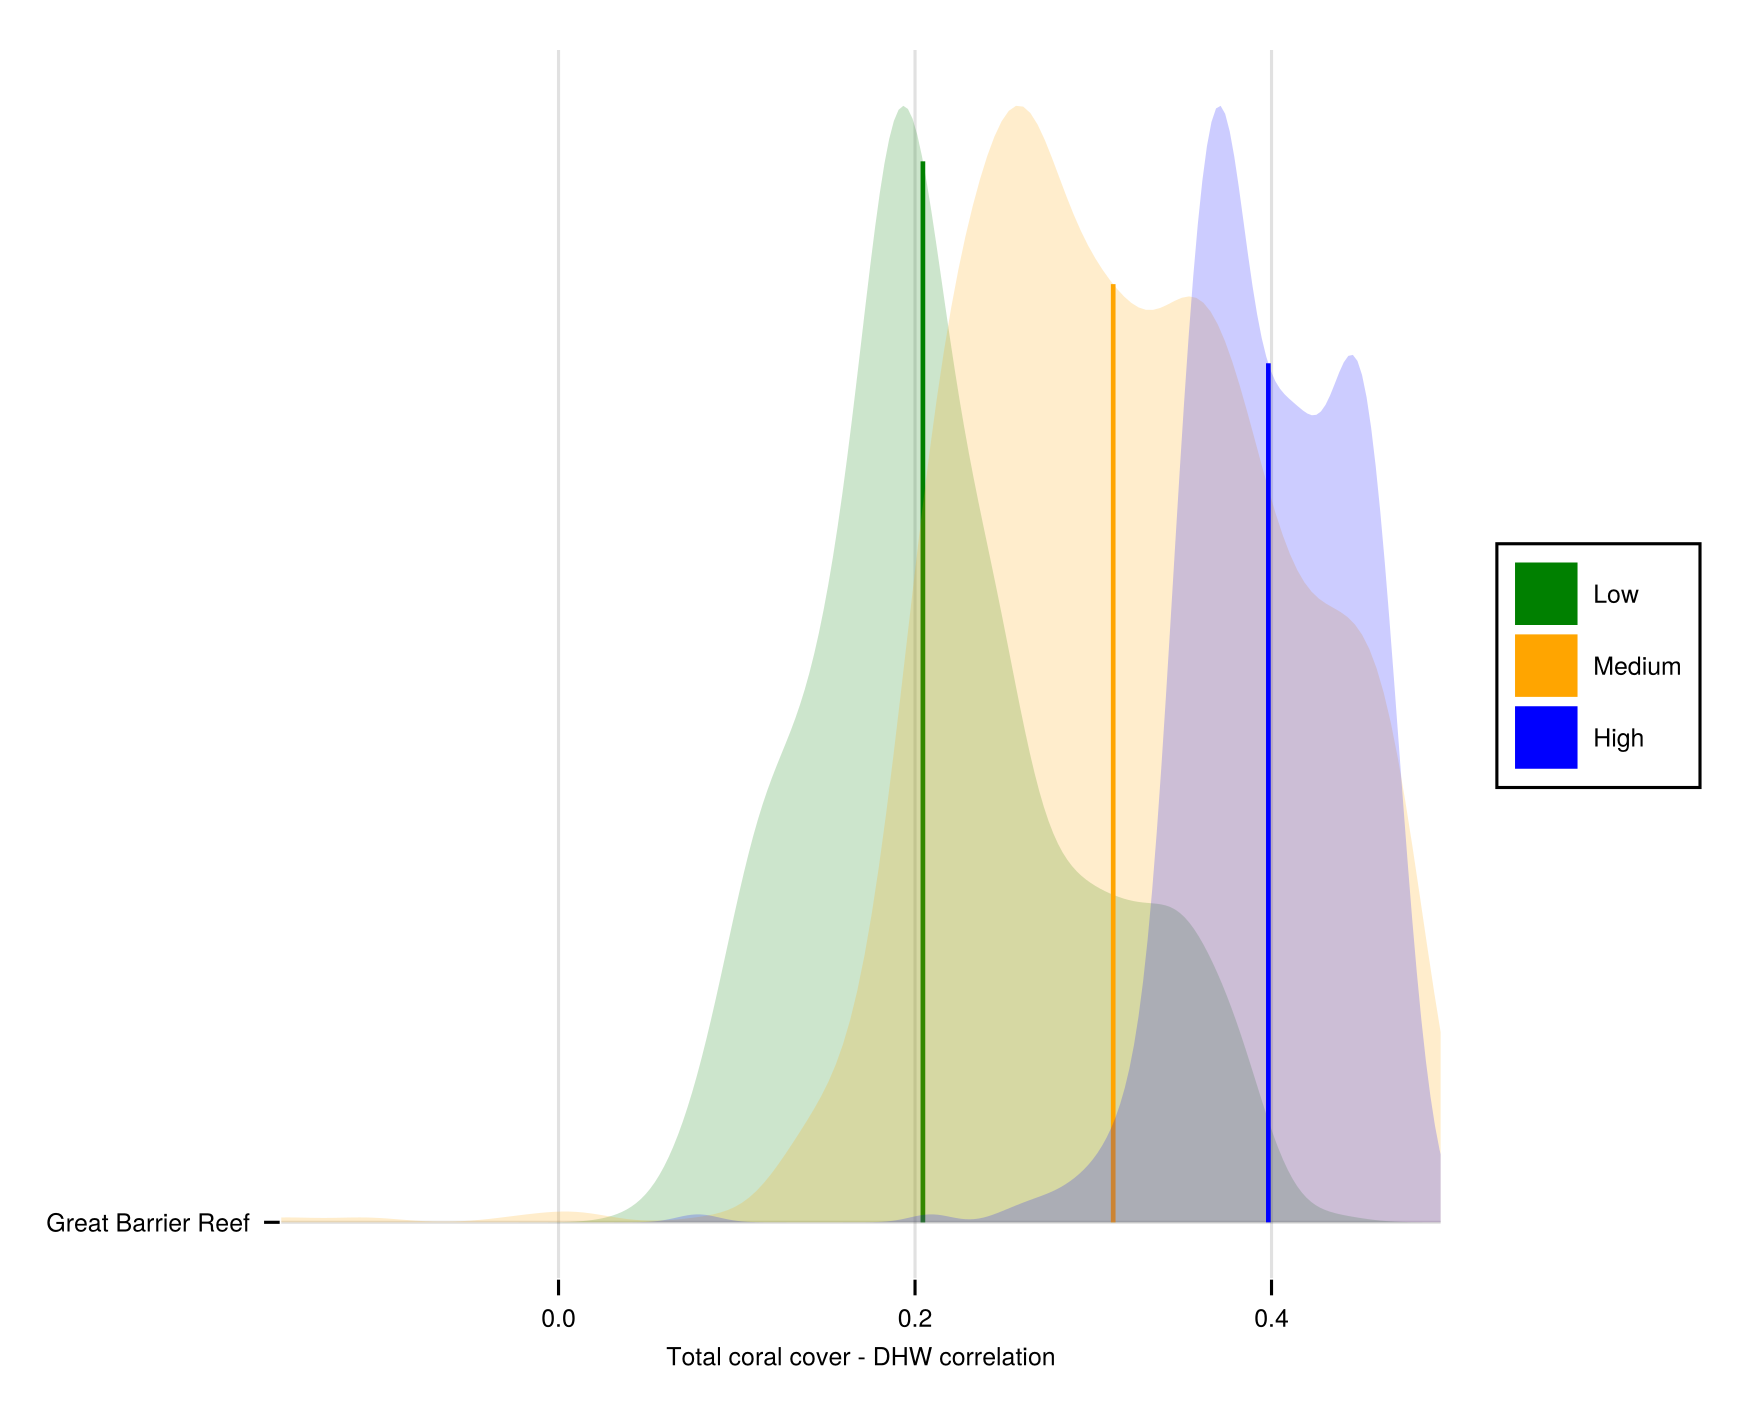 Low
Medium
High
Great Barrier Reef
0.0 0.2 0.4
Total coral cover - DHW correlation